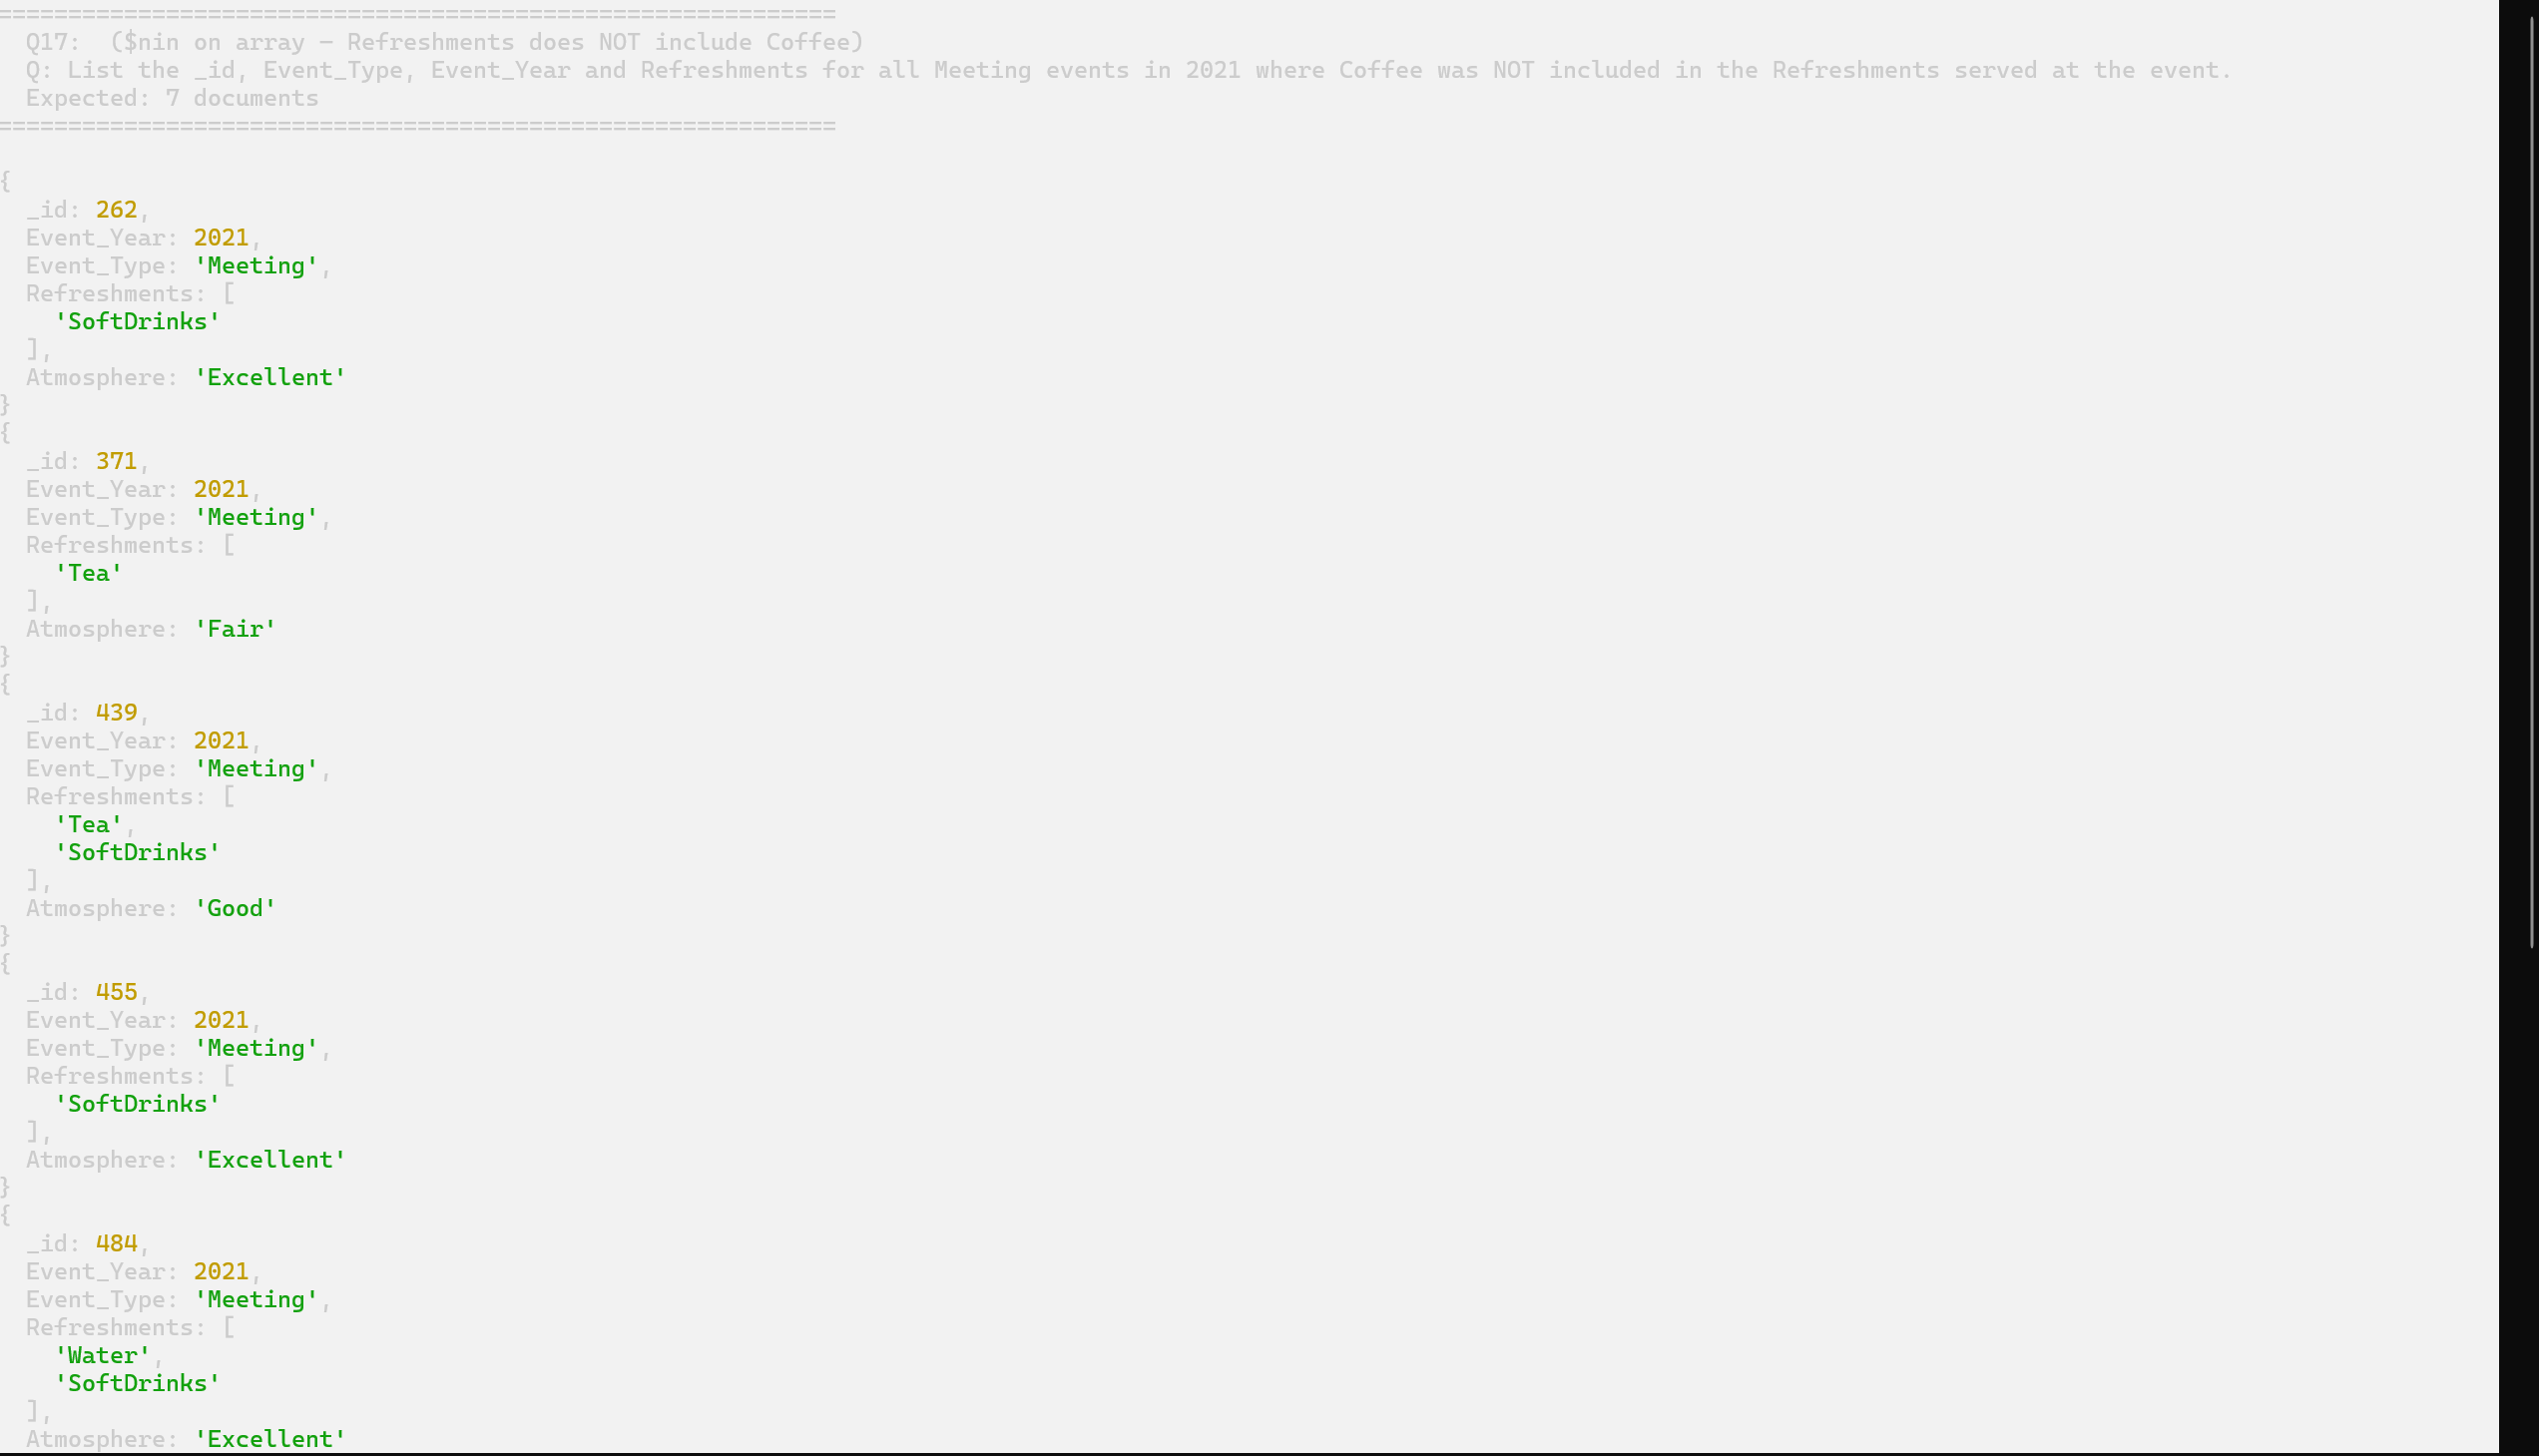 ============================================================
Q17:  ($nin on array — Refreshments does NOT include Coffee)
Q: List the _id, Event_Type, Event_Year and Refreshments for all Meeting events in 2021 where Coffee was NOT included in the Refreshments served at the event.
Expected: 7 documents
============================================================
{
_id: 262,
Event_Year: 2021,
Event_Type: 'Meeting',
Refreshments: [
'SoftDrinks'
],
Atmosphere: 'Excellent'
}
{
_id: 371,
Event_Year: 2021,
Event_Type: 'Meeting',
Refreshments: [
'Tea'
],
Atmosphere: 'Fair'
}
{
_id: 439,
Event_Year: 2021,
Event_Type: 'Meeting',
Refreshments: [
'Tea',
'SoftDrinks'
],
Atmosphere: 'Good'
}
{
_id: 455,
Event_Year: 2021,
Event_Type: 'Meeting',
Refreshments: [
'SoftDrinks'
],
Atmosphere: 'Excellent'
}
{
_id: 484,
Event_Year: 2021,
Event_Type: 'Meeting',
Refreshments: [
'Water',
'SoftDrinks'
],
Atmosphere: 'Excellent'